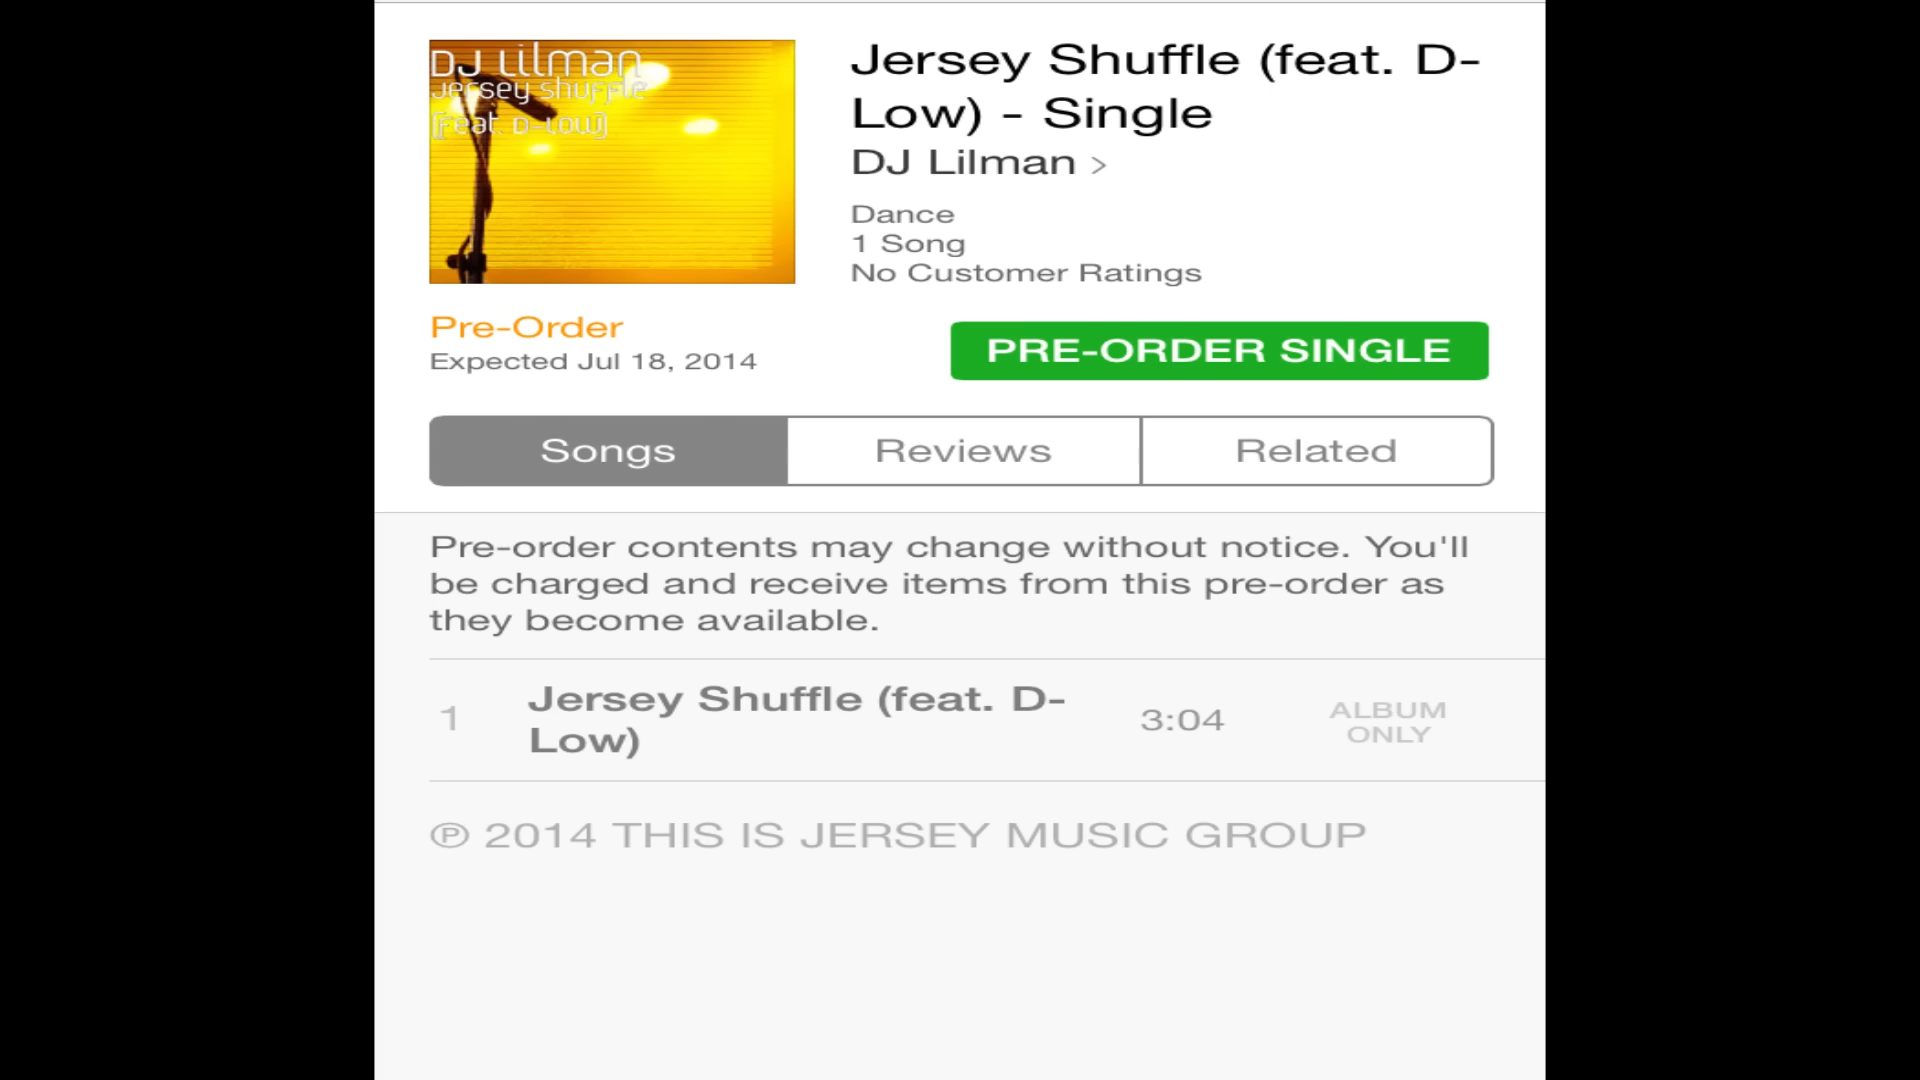 DJ Lilman
Jersey Shuffle
(feat. D-Low)
Jersey Shuffle (feat. D-
Low) - Single
DJ Lilman >
Dance
1 Song
No Customer Ratings
Pre-Order
Expected Jul 18, 2014
PRE-ORDER SINGLE
Songs
Reviews
Related
Pre-order contents may change without notice. You'll
be charged and receive items from this pre-order as
they become available.
1
Jersey Shuffle (feat. D-
Low)
3:04
ALBUM
ONLY
℗ 2014 THIS IS JERSEY MUSIC GROUP